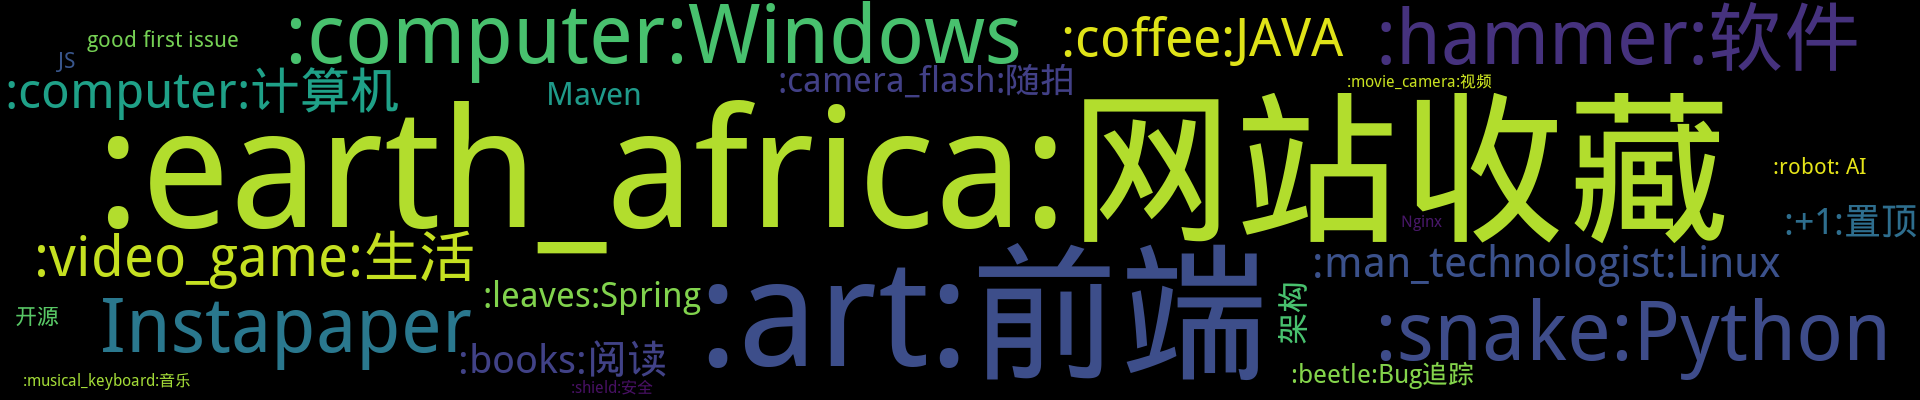 :computer:Windows
:coffee:JAVA
:hammer:软件
good first issue
JS
:computer:计算机
Maven
:camera_flash:随拍
:movie_camera:视频
:earth_africa:网站收藏
:robot: AI
Nginx
:+1:置顶
:video_game:生活
:man_technologist:Linux
:leaves:Spring
:art:前端
架构
开源
Instapaper
:snake:Python
:books:阅读
:musical_keyboard:音乐
:shield:安全
:beetle:Bug追踪